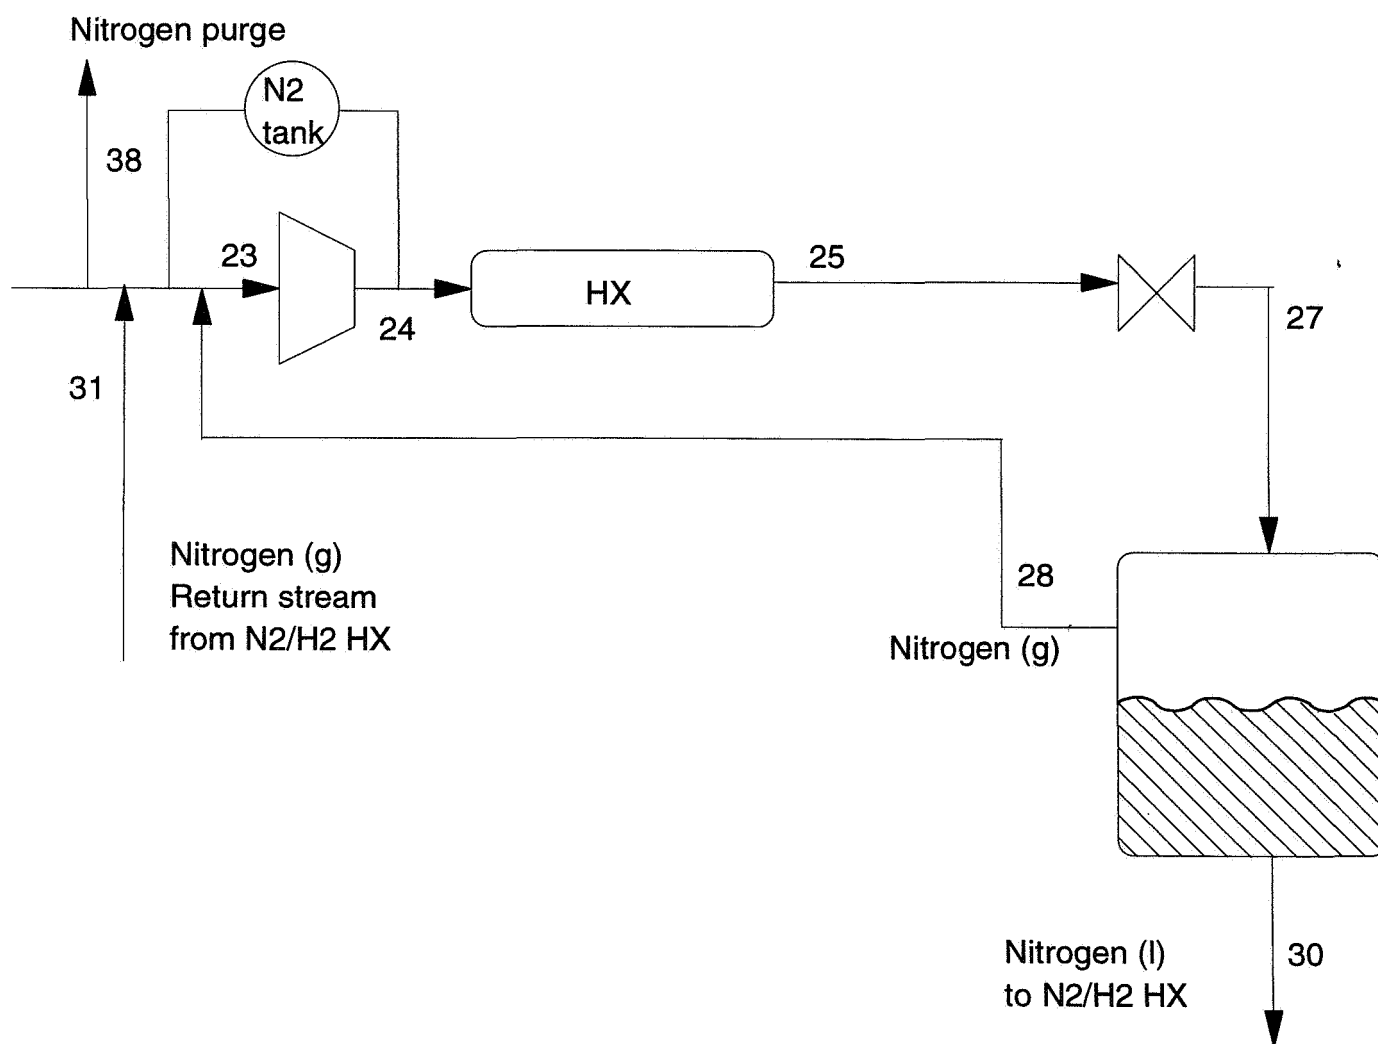 Nitrogen purge
N2
tank
38
23
24
HX
25
27
31
Nitrogen (g)
Return stream
from N2/H2 HX
28
Nitrogen (g)
Nitrogen (l)
to N2/H2 HX
30